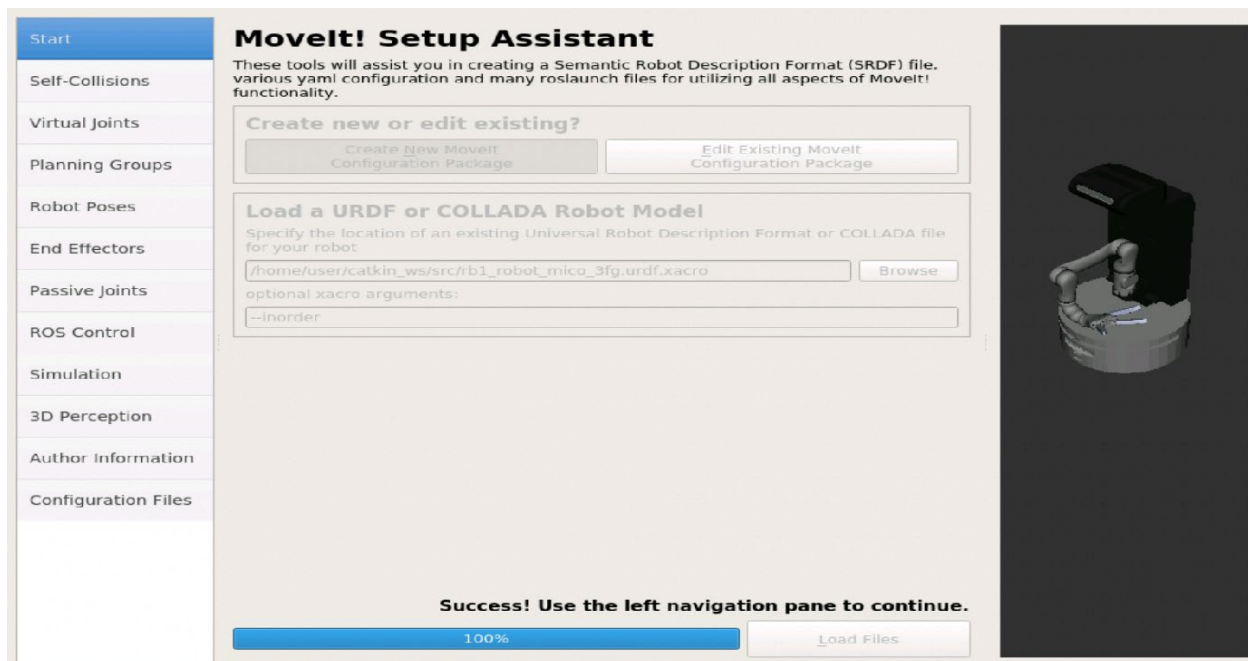 Start
Self-Collisions
Virtual Joints
Planning Groups
Robot Poses
End Effectors
Passive Joints
ROS Control
Simulation
3D Perception
Author Information
Configuration Files
MoveIt! Setup Assistant
These tools will assist you in creating a Semantic Robot Description Format (SRDF) file,
various yaml configuration and many roslaunch files for utilizing all aspects of MoveIt!
functionality.
Create new or edit existing?
Create New MoveIt
Configuration Package
Edit Existing MoveIt
Configuration Package
Load a URDF or COLLADA Robot Model
Specify the location of an existing Universal Robot Description Format or COLLADA file
for your robot
/home/user/catkin_ws/src/rb1_robot_mico_3fg.urdf.xacro
Browse
optional xacro arguments:
--inorder
Success! Use the left navigation pane to continue.
100%
Load Files